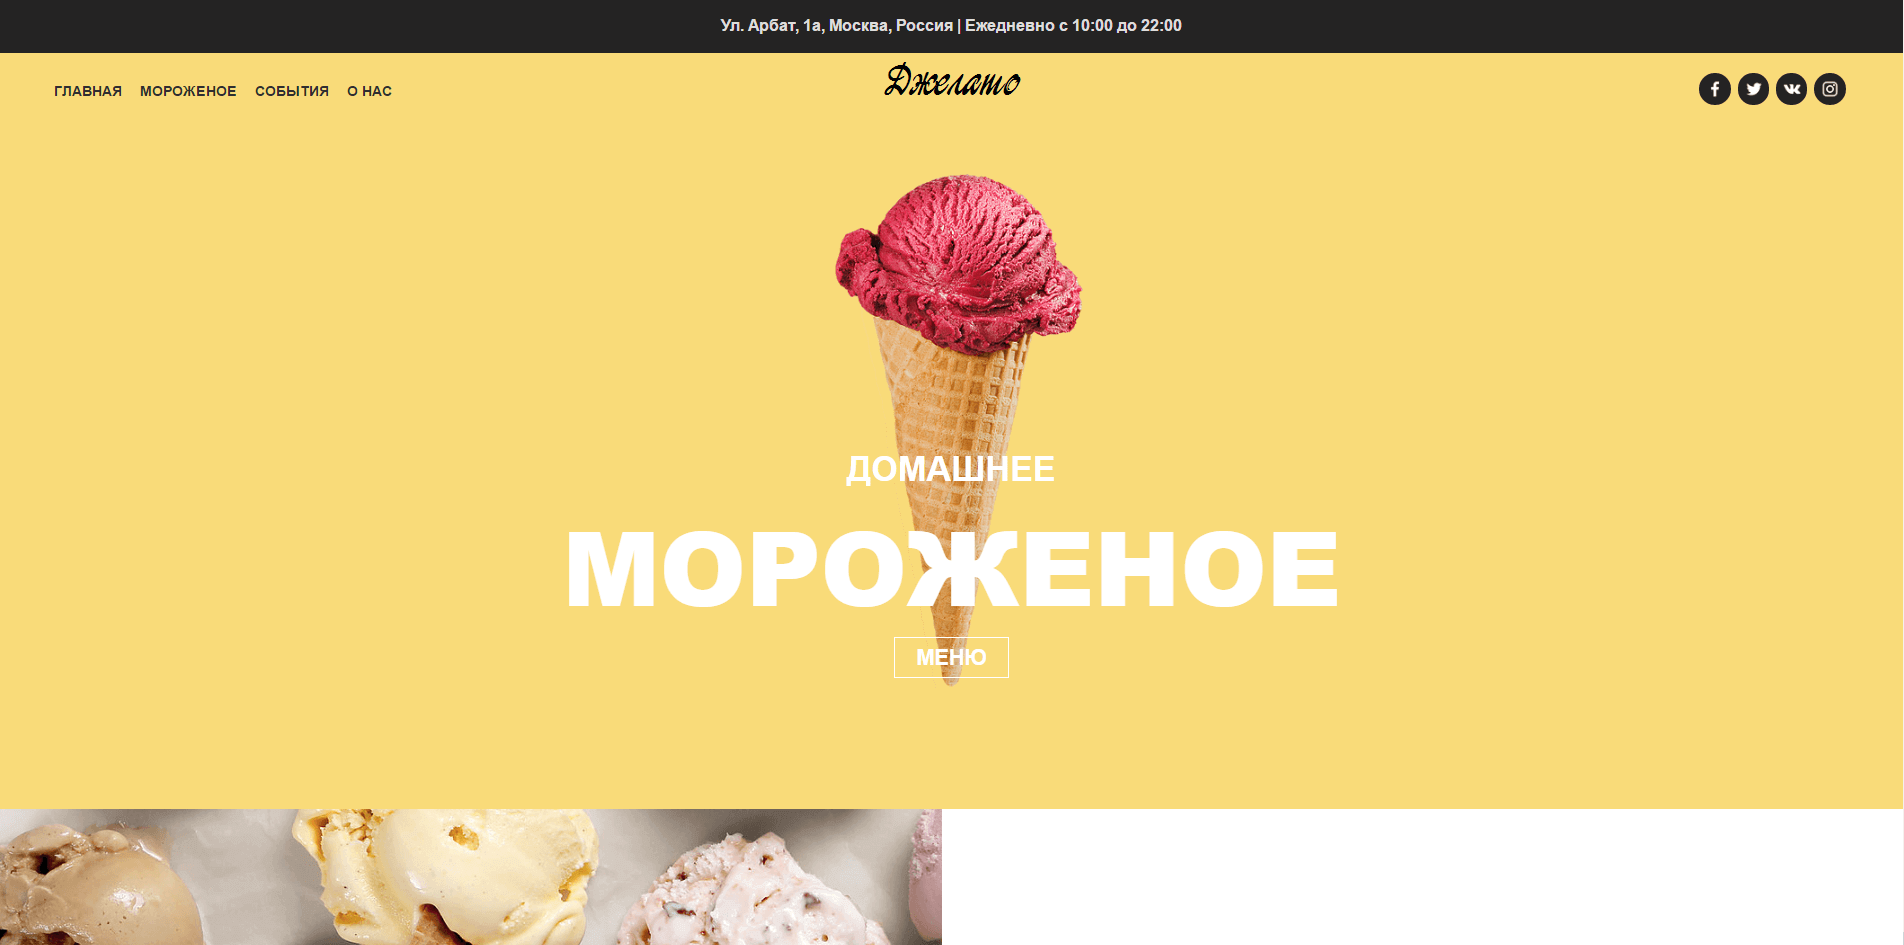 Ул. Арбат, 1а, Москва, Россия | Ежедневно с 10:00 до 22:00
ГЛАВНАЯ МОРОЖЕНОЕ СОБЫТИЯ О НАС
Джелато
ДОМАШНЕЕ
МОРОЖЕНОЕ
МЕНЮ